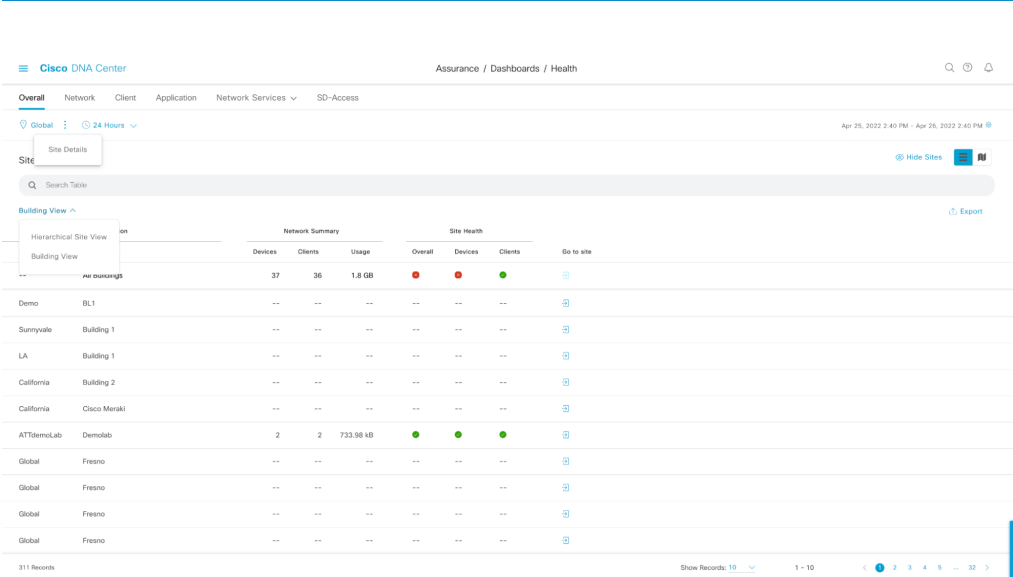 Cisco DNA Center
Assurance / Dashboards / Health
Overall Network Client Application Network Services SD-Access
Global 24 Hours Apr 25, 2022 2:40 PM - Apr 26, 2022 2:40 PM
Site Details
Site
Hide Sites
Search Table
Building View Export
Hierarchical Site View
Building View
on Network Summary Site Health
Devices Clients Usage Overall Devices Clients Go to site
-- All Buildings 37 36 1.8 GB
Demo BL1 -- -- -- -- -- --
Sunnyvale Building 1 -- -- -- -- -- --
LA Building 1 -- -- -- -- -- --
California Building 2 -- -- -- -- -- --
California Cisco Meraki -- -- -- -- -- --
ATTdemoLab Demolab 2 2 733.98 kB
Global Fresno -- -- -- -- -- --
Global Fresno -- -- -- -- -- --
Global Fresno -- -- -- -- -- --
Global Fresno -- -- -- -- -- --
311 Records Show Records: 10 1 - 10 1 2 3 4 5 ... 32